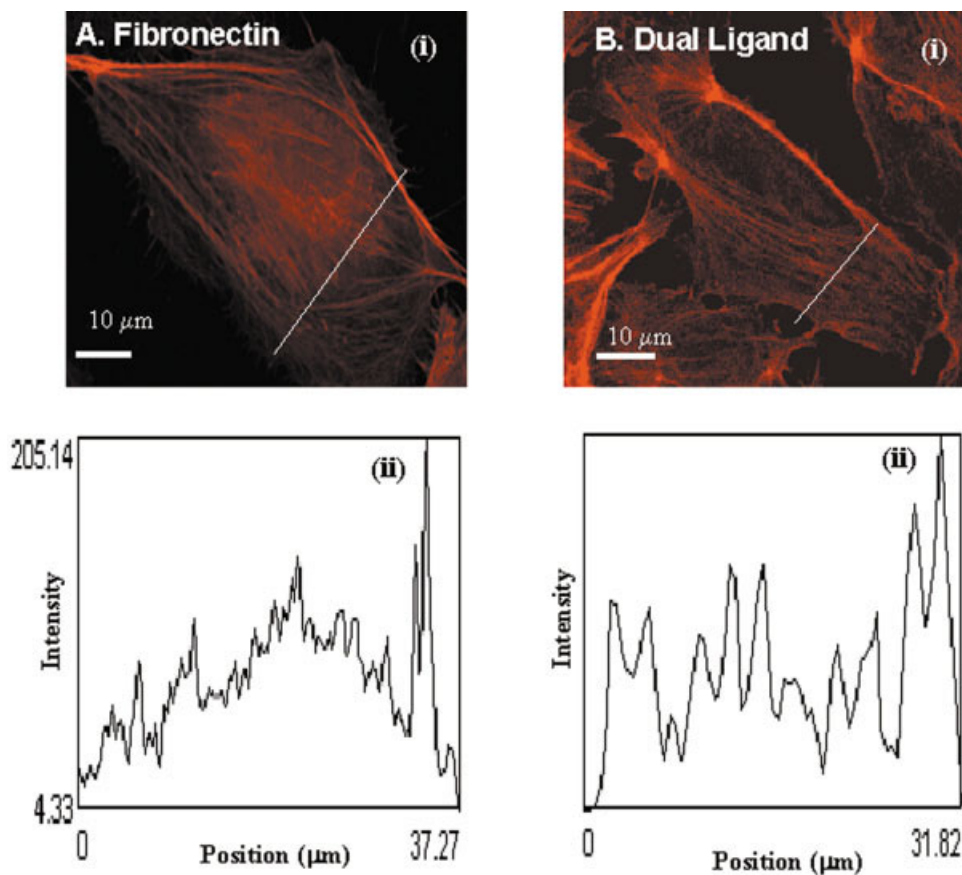 A. Fibronectin
(i)
10 μm
B. Dual Ligand
(i)
10 μm
205.14
(ii)
Intensity
4.33
0
Position (μm)
37.27
(ii)
Intensity
0
Position (μm)
31.82